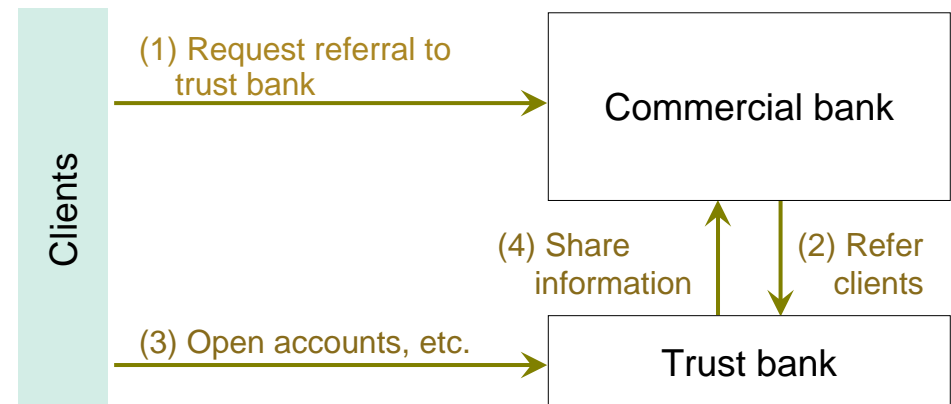 (1) Request referral to
trust bank
Commercial bank
Clients
(4) Share
information
(2) Refer
clients
(3) Open accounts, etc.
Trust bank